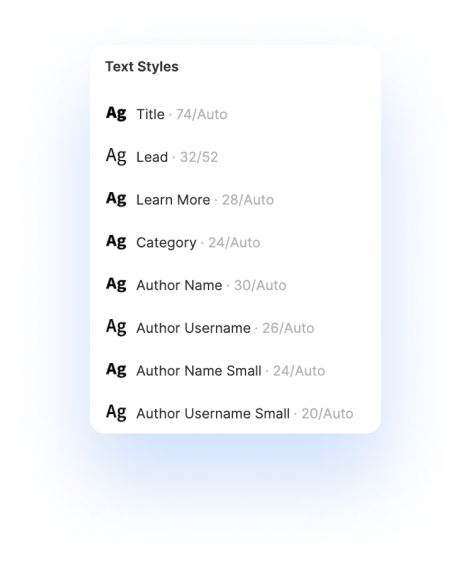 Text Styles
Ag Title · 74/Auto
Ag Lead · 32/52
Ag Learn More · 28/Auto
Ag Category · 24/Auto
Ag Author Name · 30/Auto
Ag Author Username · 26/Auto
Ag Author Name Small · 24/Auto
Ag Author Username Small · 20/Auto